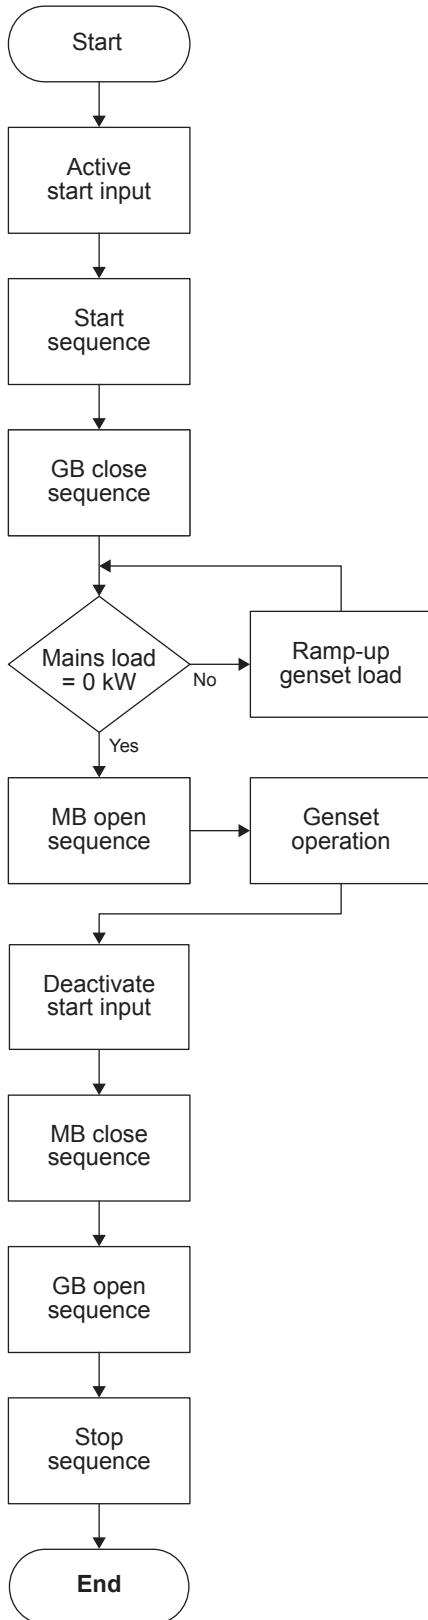 Start
Active
start input
Start
sequence
GB close
sequence
Mains load
= 0 kW
No
Ramp-up
genset load
Yes
MB open
sequence
Genset
operation
Deactivate
start input
MB close
sequence
GB open
sequence
Stop
sequence
End